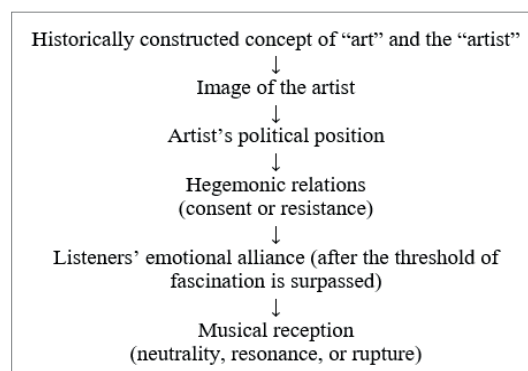 Historically constructed concept of “art” and the “artist”
↓
Image of the artist
↓
Artist’s political position
↓
Hegemonic relations
(consent or resistance)
↓
Listeners’ emotional alliance (after the threshold of
fascination is surpassed)
↓
Musical reception
(neutrality, resonance, or rupture)